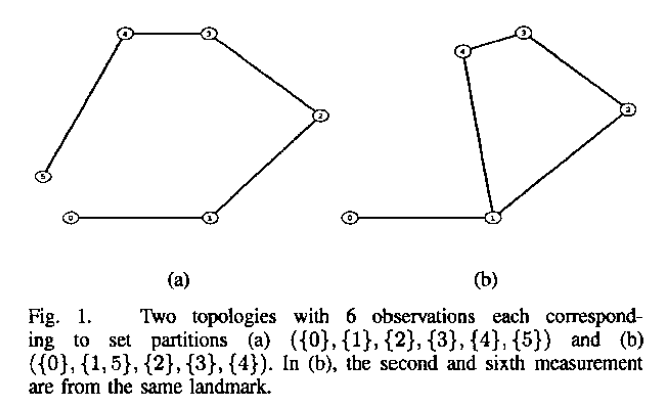 4 3
2
5
0 1
4 3
2
0 1
(a) (b)
Fig. 1. Two topologies with 6 observations each correspond-
ing to set partitions (a) ({0}, {1}, {2}, {3}, {4}, {5}) and (b)
({0}, {1, 5}, {2}, {3}, {4}). In (b), the second and sixth measurement
are from the same landmark.